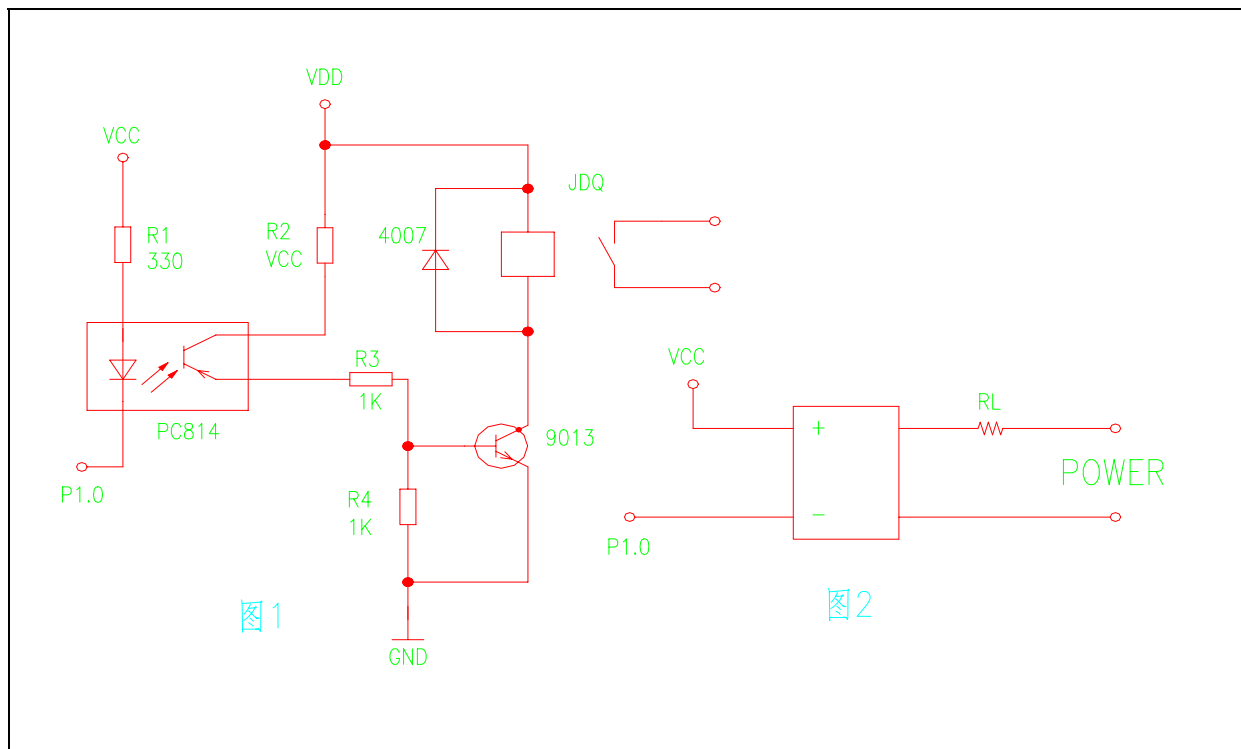 VDD
VCC
R1
330
R2
VCC
4007
JDQ
PC814
P1.0
R3
1K
R4
1K
9013
GND
图1
VCC
+
−
RL
POWER
P1.0
图2